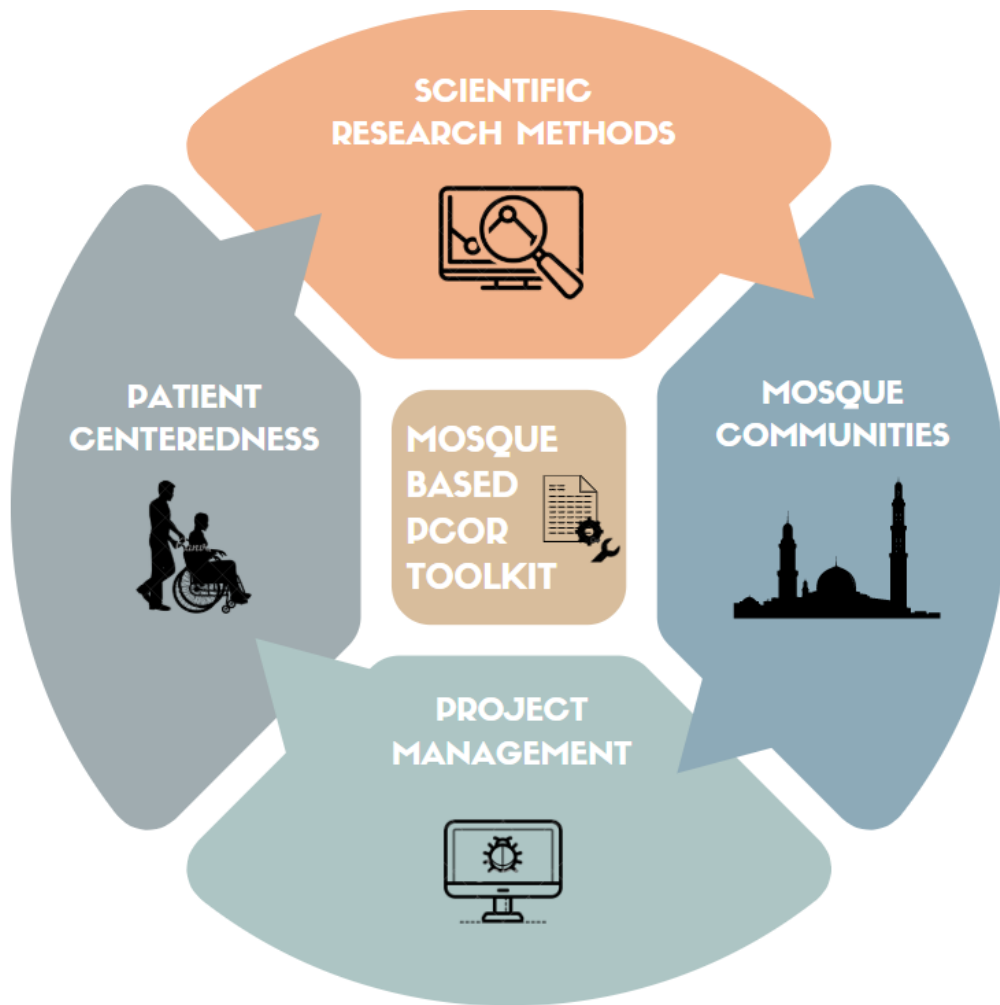 SCIENTIFIC
RESEARCH METHODS
PATIENT
CENTEREDNESS
MOSQUE
BASED
PCOR
TOOLKIT
MOSQUE
COMMUNITIES
PROJECT
MANAGEMENT